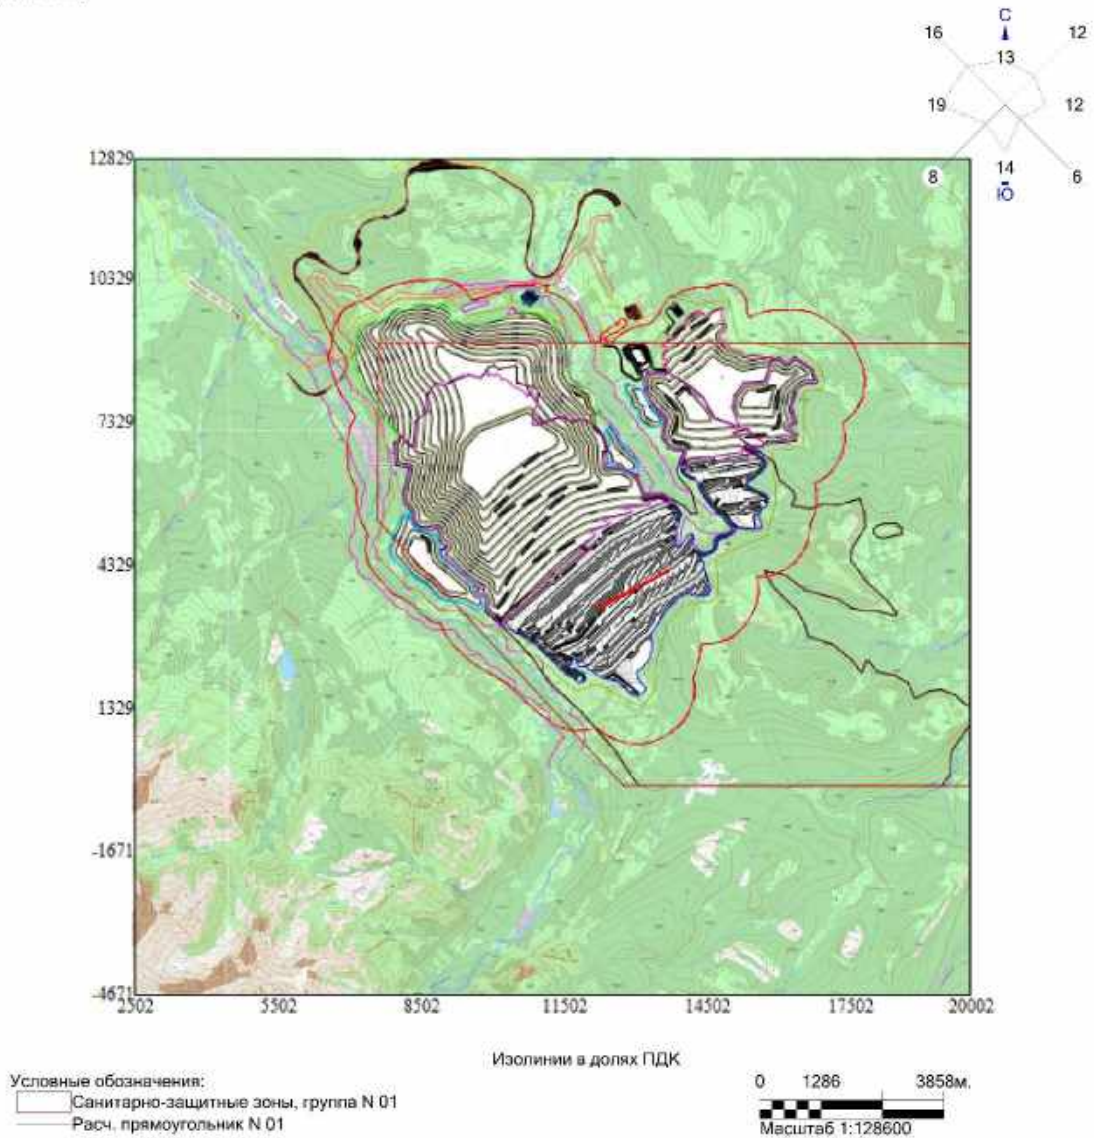 С
16
12
13
19
12
8
14
6
Ю
12829
10329
7329
4329
1329
-1671
-4671
2502 5502 8502 11502 14502 17502 20002
Изолинии в долях ПДК
Условные обозначения:
Санитарно-защитные зоны, группа N 01
Расч. прямоугольник N 01
0 1286 3858м.
Масштаб 1:128600